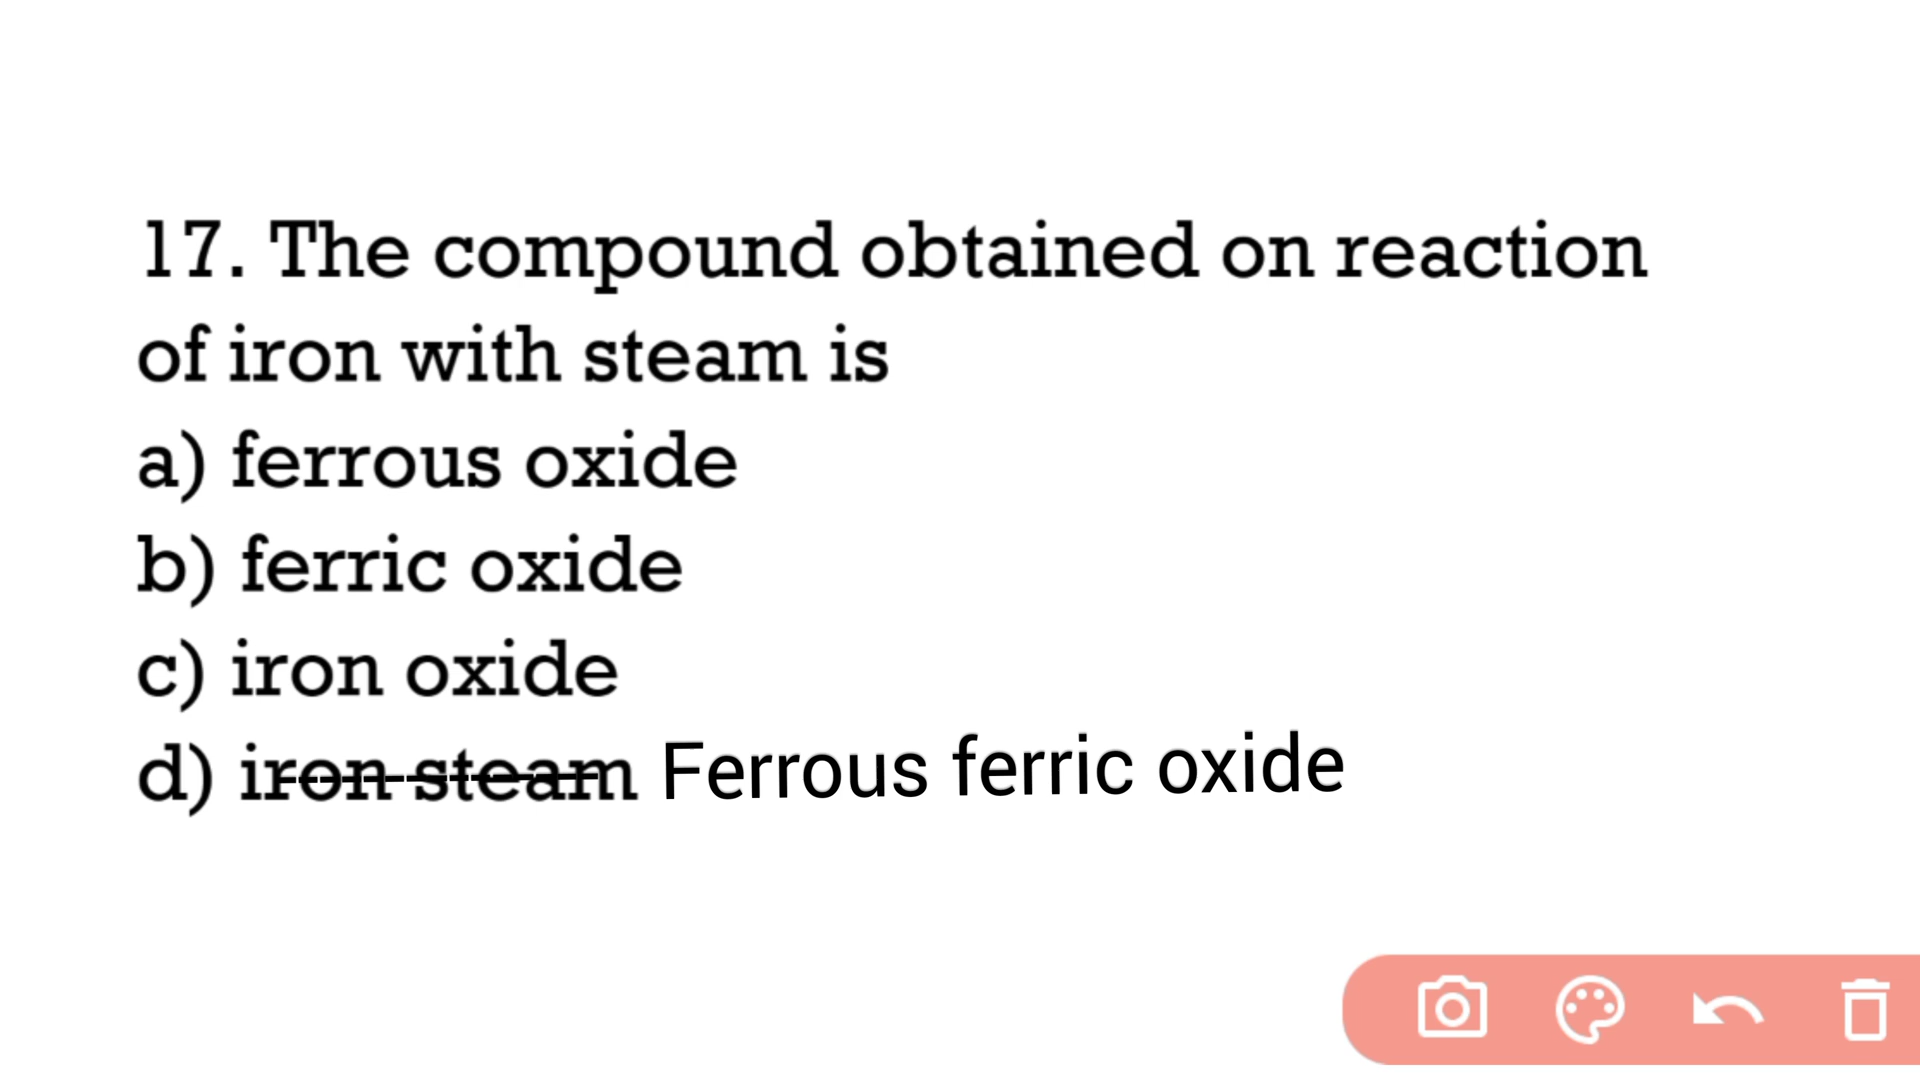 17. The compound obtained on reaction
of iron with steam is
a) ferrous oxide
b) ferric oxide
c) iron oxide
d) iron steam Ferrous ferric oxide